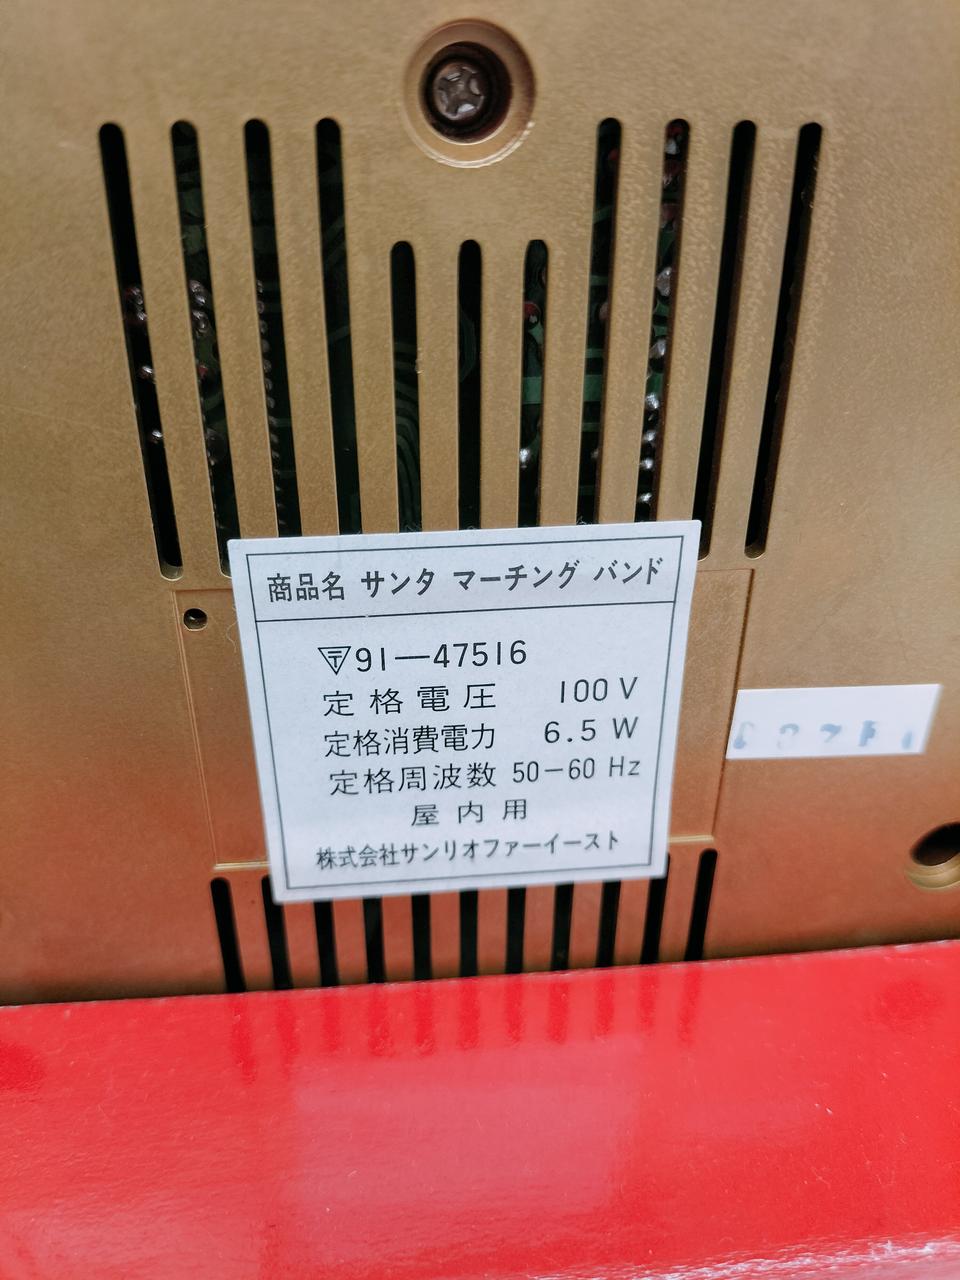 商品名 サンタ マーチング バンド
〒91—47516
定格電圧 100V
定格消費電力 6.5W
定格周波数 50-60Hz
屋内用
株式会社サンリオファーイースト